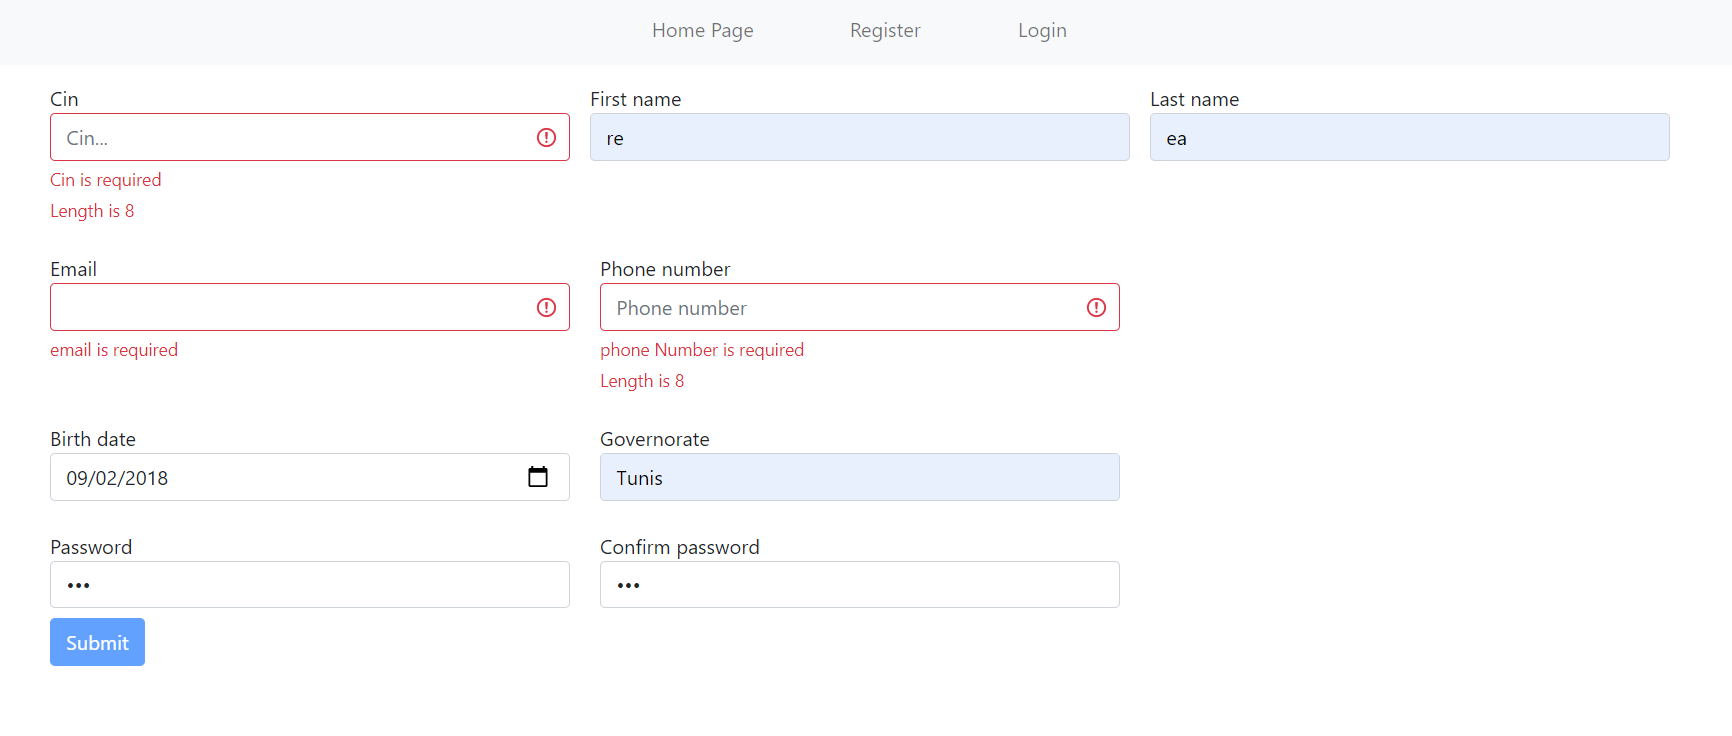 Home Page Register Login
Cin First name Last name
Cin... re ea
Cin is required
Length is 8
Email Phone number
Phone number
email is required phone Number is required
Length is 8
Birth date Governorate
09/02/2018 Tunis
Password Confirm password
••• •••
Submit